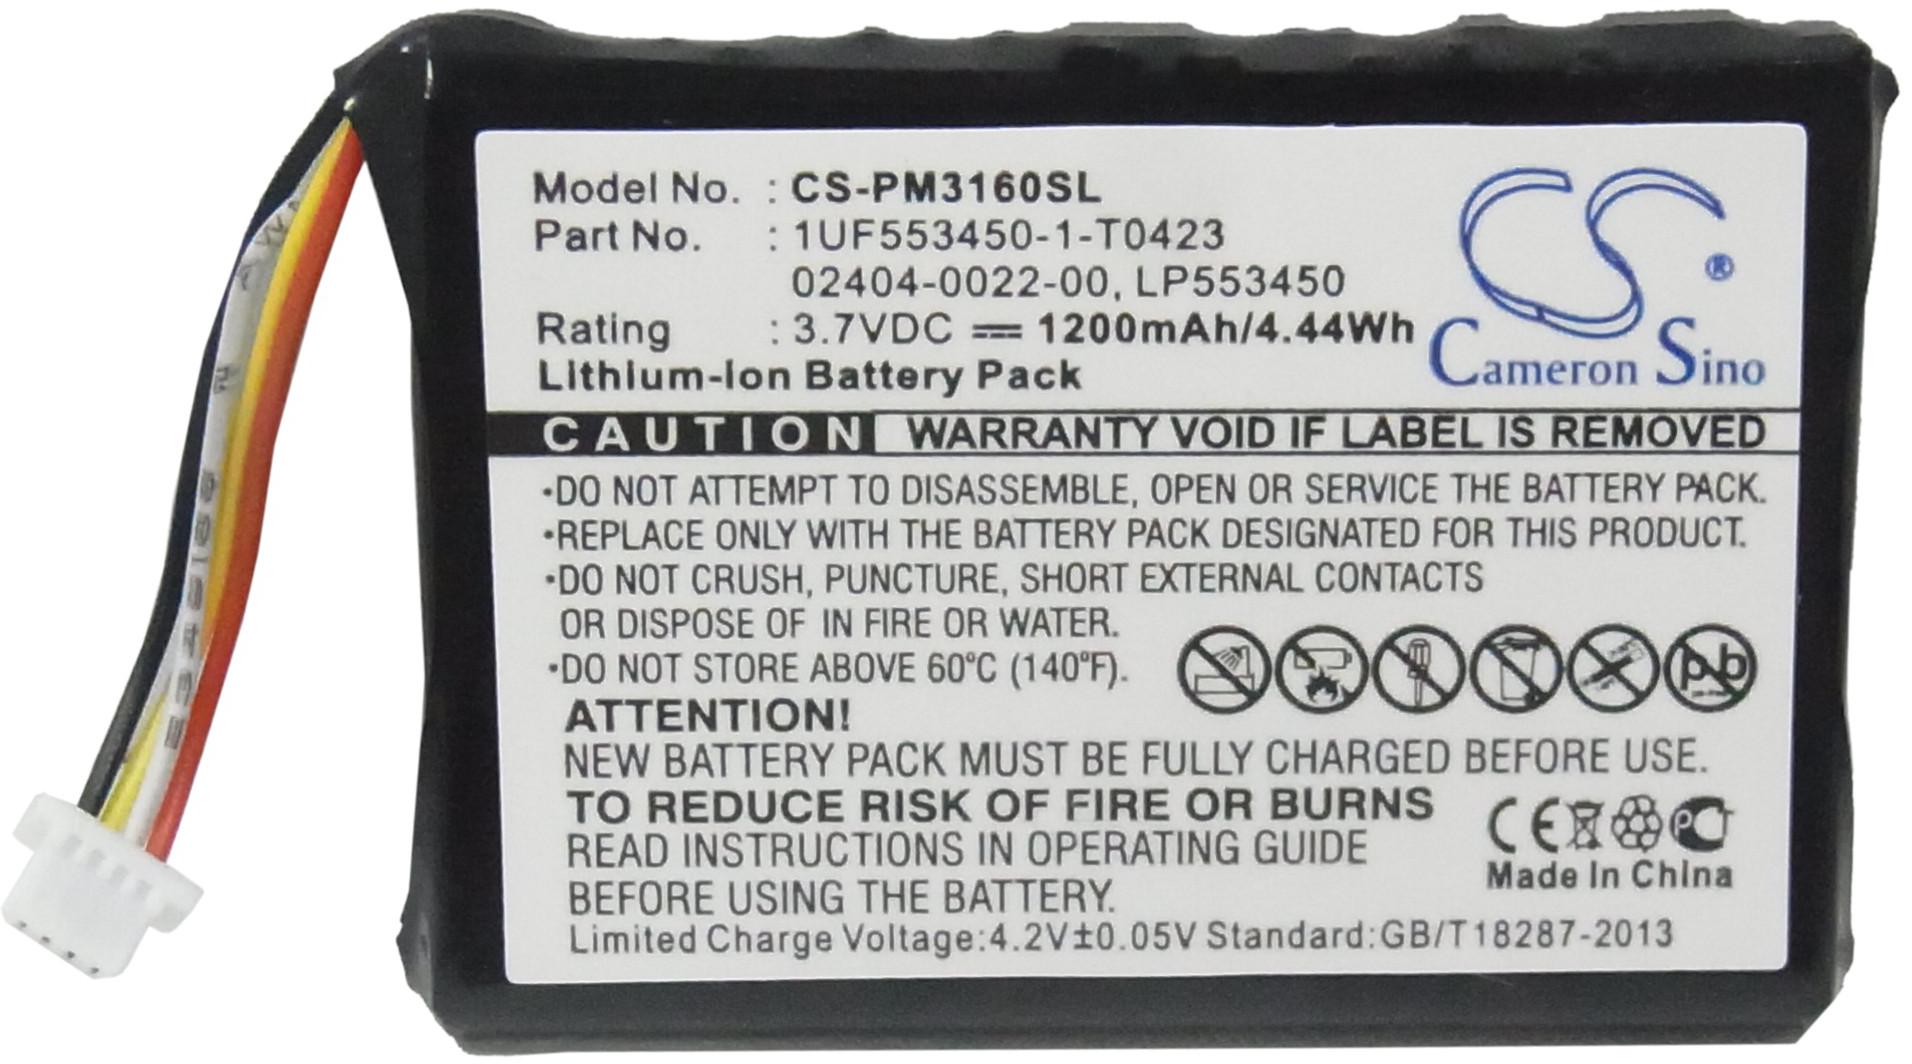 Model No. : CS-PM3160SL
Part No. : 1UF553450-1-T0423
02404-0022-00, LP553450
Rating : 3.7VDC ⎓ 1200mAh/4.44Wh
Lithium-Ion Battery Pack
CS®
Cameron Sino
CAUTION WARRANTY VOID IF LABEL IS REMOVED
•DO NOT ATTEMPT TO DISASSEMBLE, OPEN OR SERVICE THE BATTERY PACK.
•REPLACE ONLY WITH THE BATTERY PACK DESIGNATED FOR THIS PRODUCT.
•DO NOT CRUSH, PUNCTURE, SHORT EXTERNAL CONTACTS
OR DISPOSE OF IN FIRE OR WATER.
•DO NOT STORE ABOVE 60°C (140°F).
pb
ATTENTION!
NEW BATTERY PACK MUST BE FULLY CHARGED BEFORE USE.
TO REDUCE RISK OF FIRE OR BURNS
READ INSTRUCTIONS IN OPERATING GUIDE
BEFORE USING THE BATTERY.
CE PC
Made In China
Limited Charge Voltage:4.2V±0.05V Standard:GB/T18287-2013